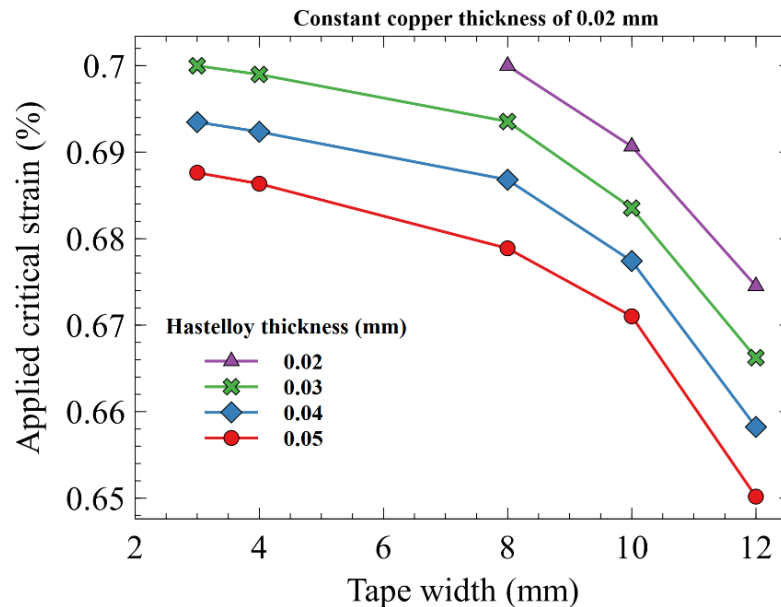 Constant copper thickness of 0.02 mm
Applied critical strain (%)
0.7
0.69
0.68
0.67
0.66
0.65
Hastelloy thickness (mm)
0.02
0.03
0.04
0.05
2 4 6 8 10 12
Tape width (mm)